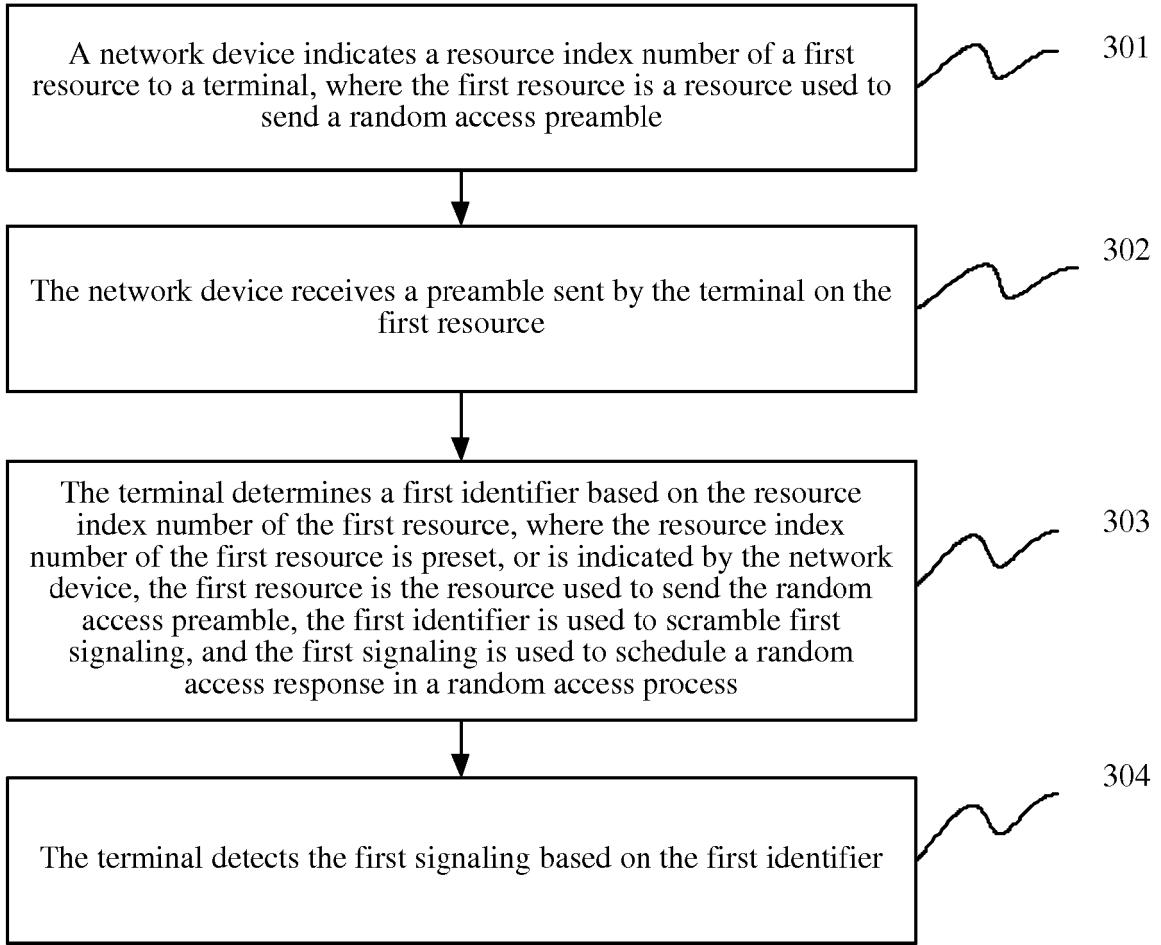 A network device indicates a resource index number of a first
resource to a terminal, where the first resource is a resource used to
send a random access preamble
301
The network device receives a preamble sent by the terminal on the
first resource
302
The terminal determines a first identifier based on the resource
index number of the first resource, where the resource index
number of the first resource is preset, or is indicated by the network
device, the first resource is the resource used to send the random
access preamble, the first identifier is used to scramble first
signaling, and the first signaling is used to schedule a random
access response in a random access process
303
The terminal detects the first signaling based on the first identifier
304